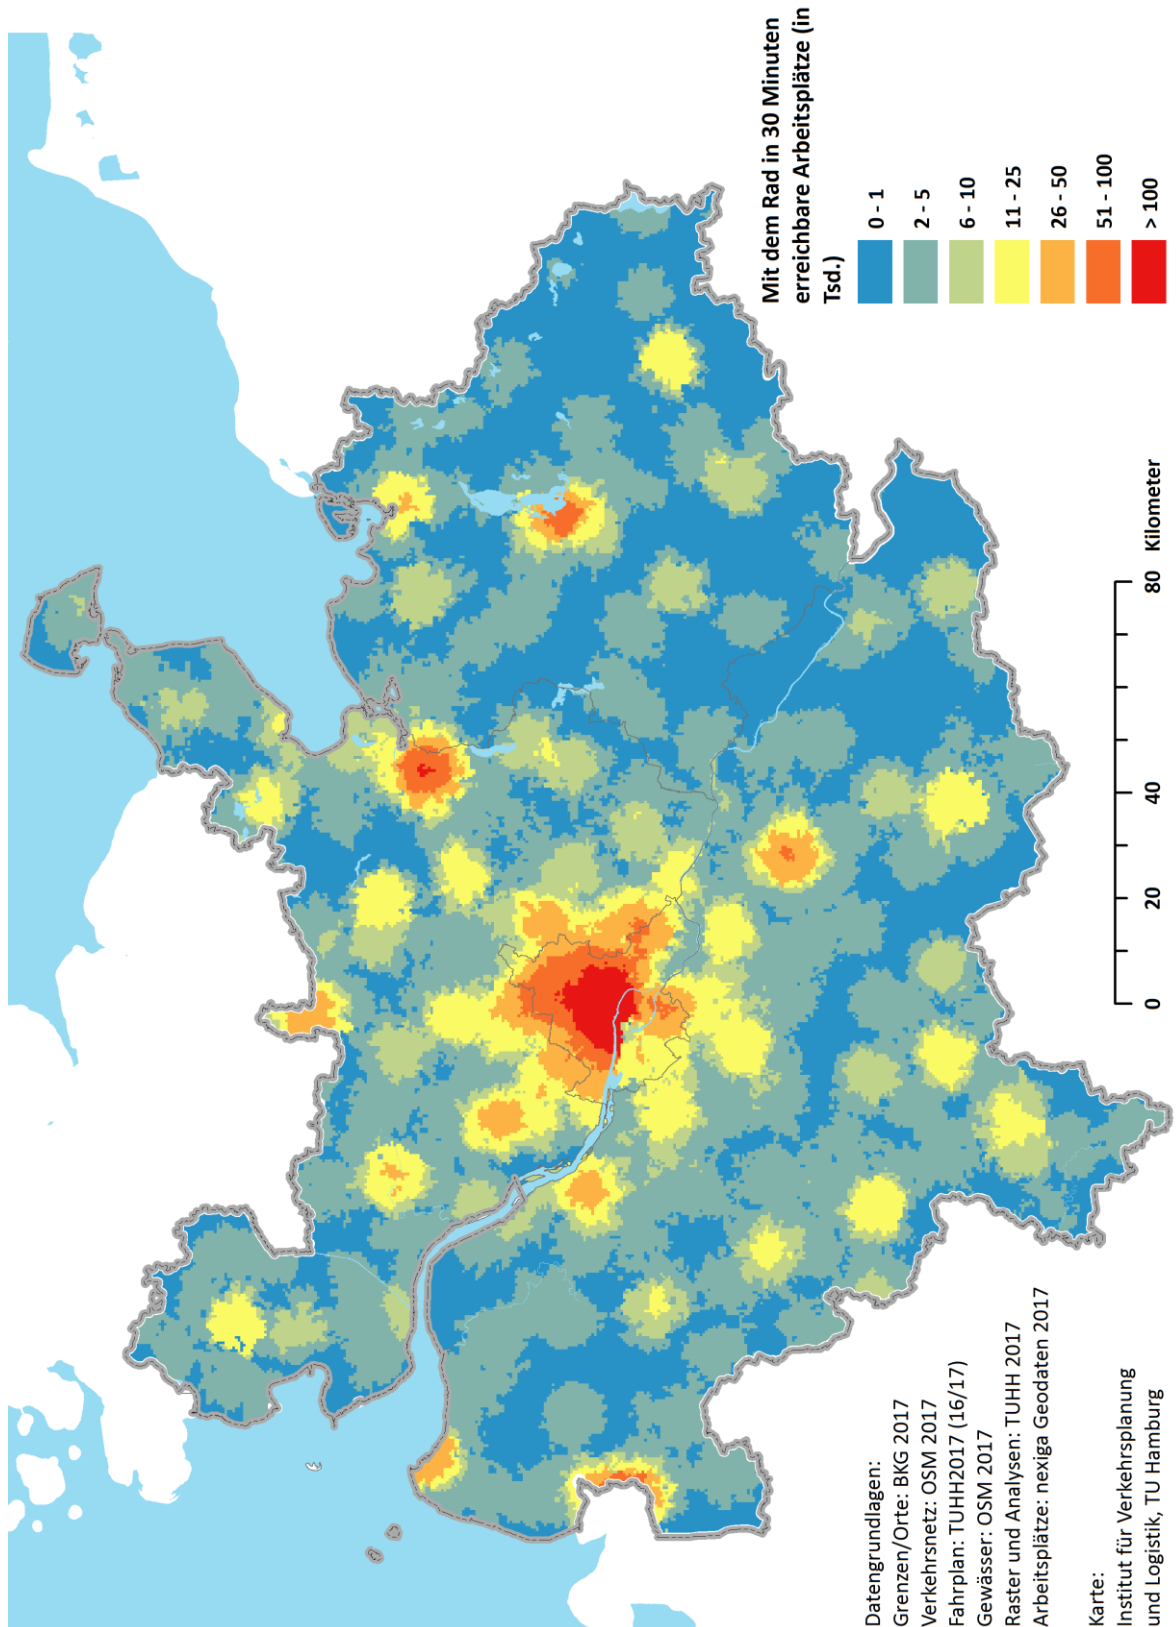 Mit dem Rad in 30 Minuten
erreichbare Arbeitsplätze (in
Tsd.)
0 - 1
2 - 5
6 - 10
11 - 25
26 - 50
51 - 100
> 100
Datengrundlagen:
Grenzen/Orte: BKG 2017
Verkehrsnetz: OSM 2017
Fahrplan: TUHH2017 (16/17)
Gewässer: OSM 2017
Raster und Analysen: TUHH 2017
Arbeitsplätze: nexiga Geodaten 2017
Karte:
Institut für Verkehrsplanung
und Logistik, TU Hamburg
0 20 40 80 Kilometer